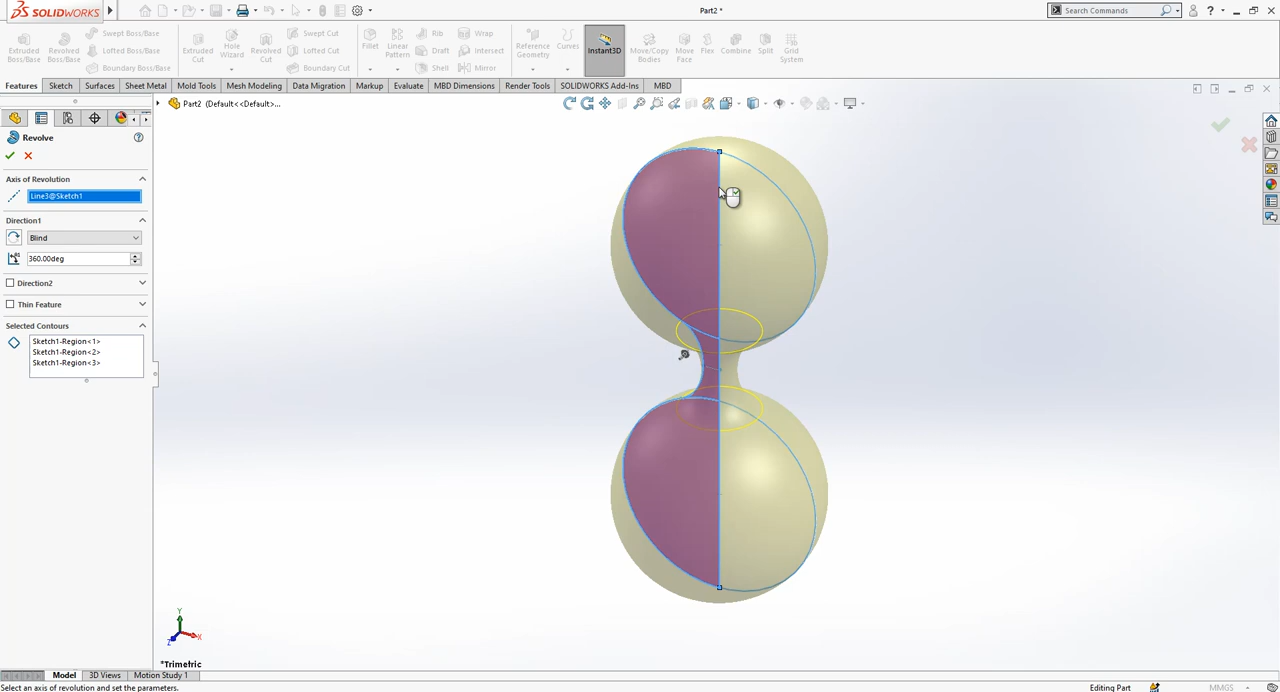 SOLIDWORKS
Part2 *
Search Commands
Extruded Boss/Base
Revolved Boss/Base
Swept Boss/Base
Lofted Boss/Base
Boundary Boss/Base
Extruded Cut
Hole Wizard
Revolved Cut
Swept Cut
Lofted Cut
Boundary Cut
Fillet
Linear Pattern
Rib
Draft
Shell
Wrap
Intersect
Mirror
Reference Geometry
Curves
Instant3D
Move/Copy Bodies
Move Face
Flex
Combine
Split
Grid System
Features
Sketch
Surfaces
Sheet Metal
Mold Tools
Mesh Modeling
Data Migration
Markup
Evaluate
MBD Dimensions
Render Tools
SOLIDWORKS Add-Ins
MBD
Part2 (Default<<Default>...
Revolve
Axis of Revolution
Line3@Sketch1
Direction1
Blind
360.00deg
Direction2
Thin Feature
Selected Contours
Sketch1-Region<1>
Sketch1-Region<2>
Sketch1-Region<3>
Y
X
Z
*Trimetric
Model
3D Views
Motion Study 1
Select an axis of revolution and set the parameters.
Editing Part
MMGS